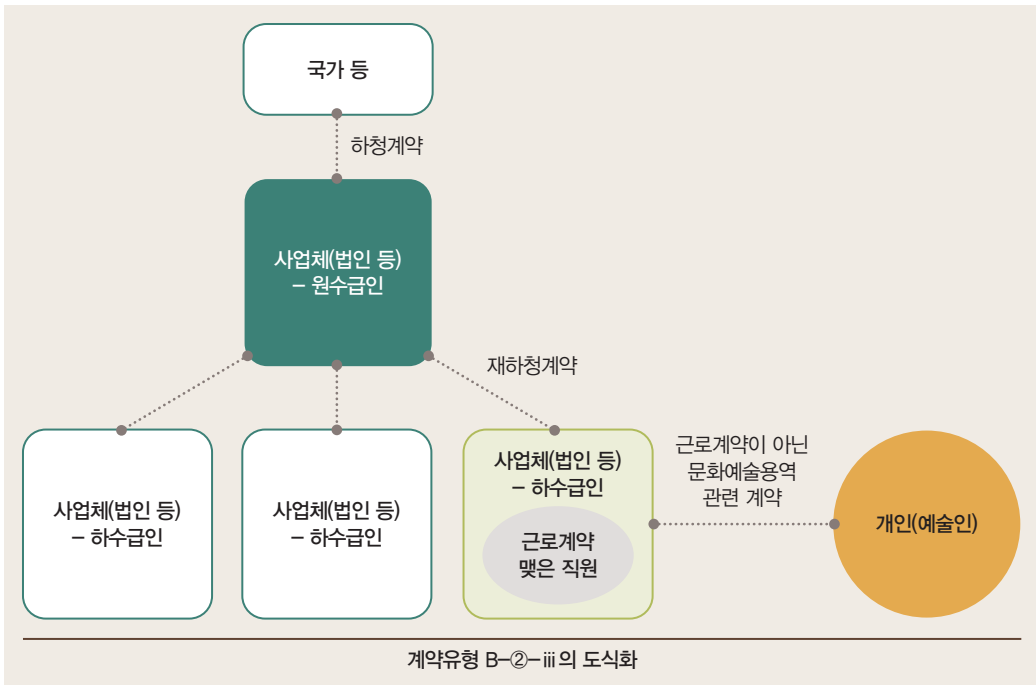 국가 등
하청계약
사업체(법인 등)
– 원수급인
재하청계약
사업체(법인 등)
– 하수급인
사업체(법인 등)
– 하수급인
사업체(법인 등)
– 하수급인
근로계약
맺은 직원
근로계약이 아닌
문화예술용역
관련 계약
개인(예술인)
계약유형 B–②–ⅲ의 도식화